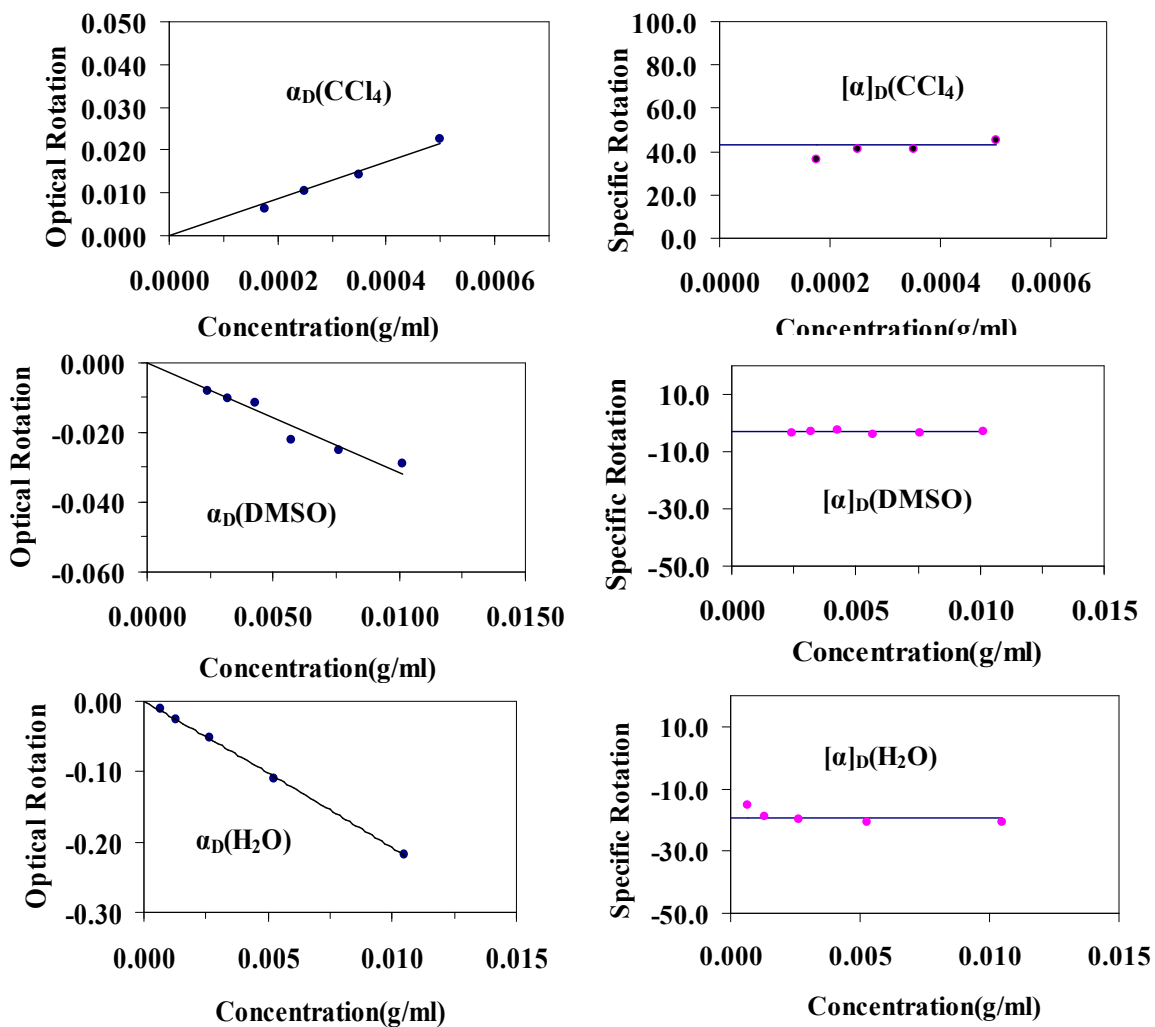 Optical Rotation
0.050
0.040
0.030
0.020
0.010
0.000
α_D(CCl₄)
0.0000 0.0002 0.0004 0.0006
Concentration(g/ml)
Specific Rotation
100.0
80.0
60.0
40.0
20.0
0.0
[α]_D(CCl₄)
0.0000 0.0002 0.0004 0.0006
Concentration(g/ml)
Optical Rotation
0.000
-0.020
-0.040
-0.060
α_D(DMSO)
0.0000 0.0050 0.0100 0.0150
Concentration(g/ml)
Specific Rotation
10.0
-10.0
-30.0
-50.0
[α]_D(DMSO)
0.000 0.005 0.010 0.015
Concentration(g/ml)
Optical Rotation
0.00
-0.10
-0.20
-0.30
α_D(H₂O)
0.000 0.005 0.010 0.015
Concentration(g/ml)
Specific Rotation
10.0
-10.0
-30.0
-50.0
[α]_D(H₂O)
0.000 0.005 0.010 0.015
Concentration(g/ml)